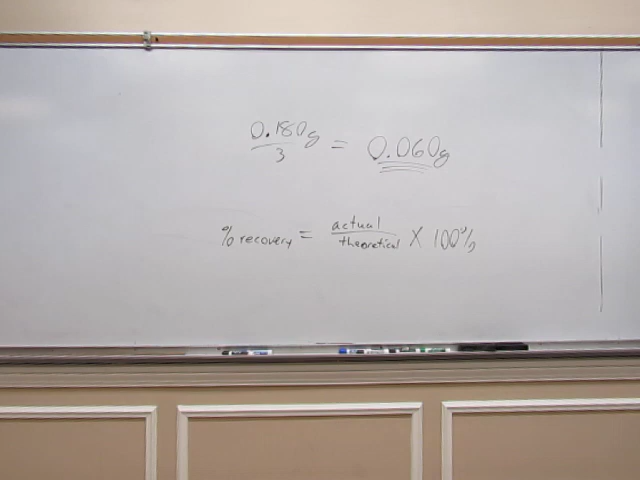 0.180g / 3 = 0.060g
% recovery = actual / theoretical X 100%